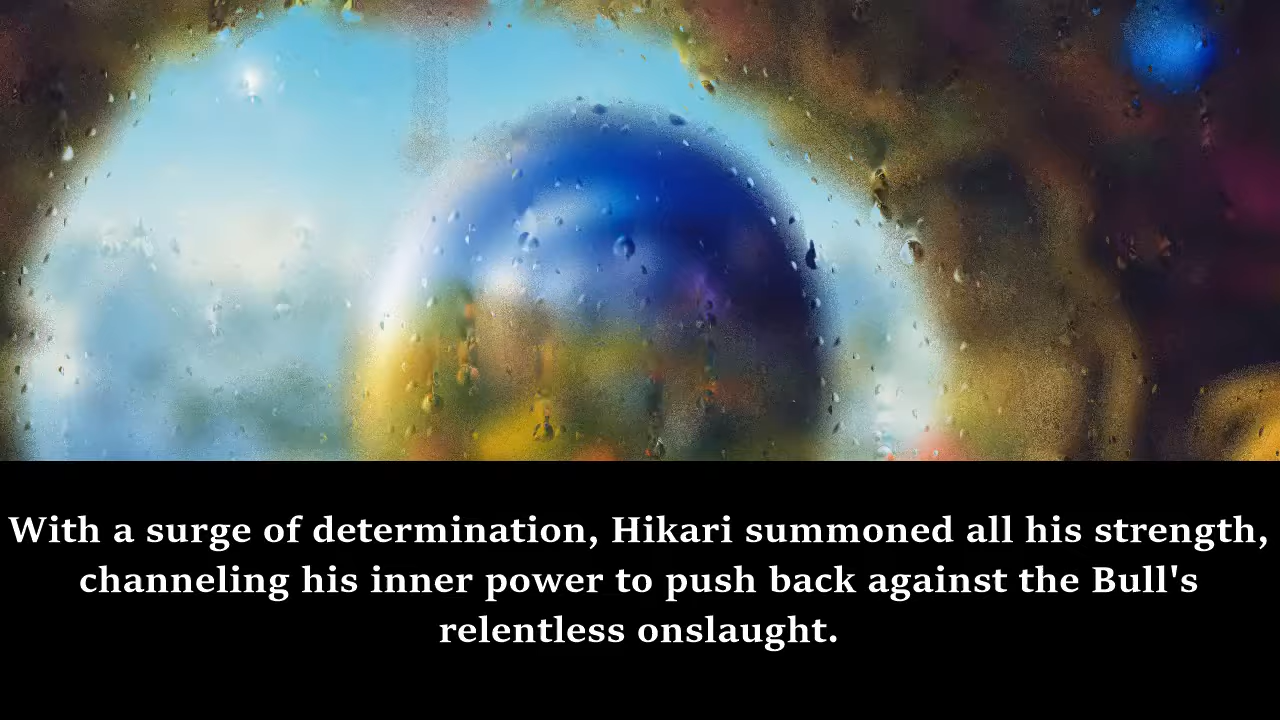 With a surge of determination, Hikari summoned all his strength,
channeling his inner power to push back against the Bull's
relentless onslaught.